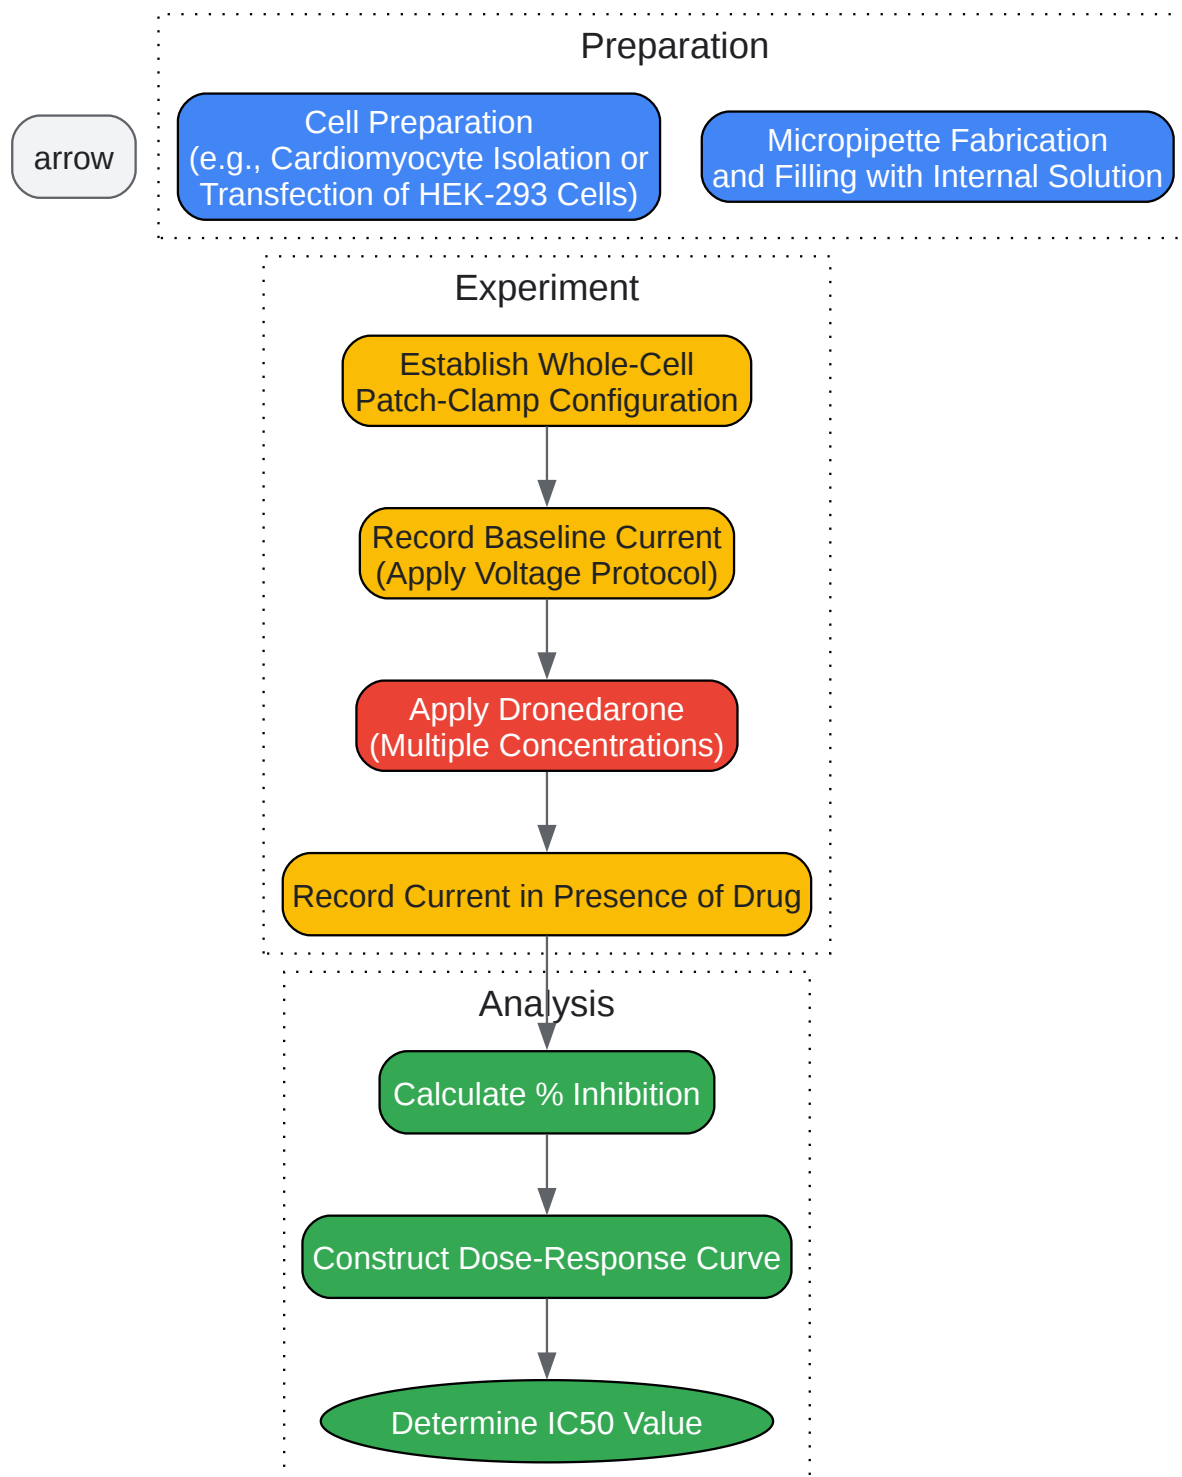 Preparation
arrow
Cell Preparation
(e.g., Cardiomyocyte Isolation or
Transfection of HEK-293 Cells)
Micropipette Fabrication
and Filling with Internal Solution
Experiment
Establish Whole-Cell
Patch-Clamp Configuration
Record Baseline Current
(Apply Voltage Protocol)
Apply Dronedarone
(Multiple Concentrations)
Record Current in Presence of Drug
Analysis
Calculate % Inhibition
Construct Dose-Response Curve
Determine IC50 Value